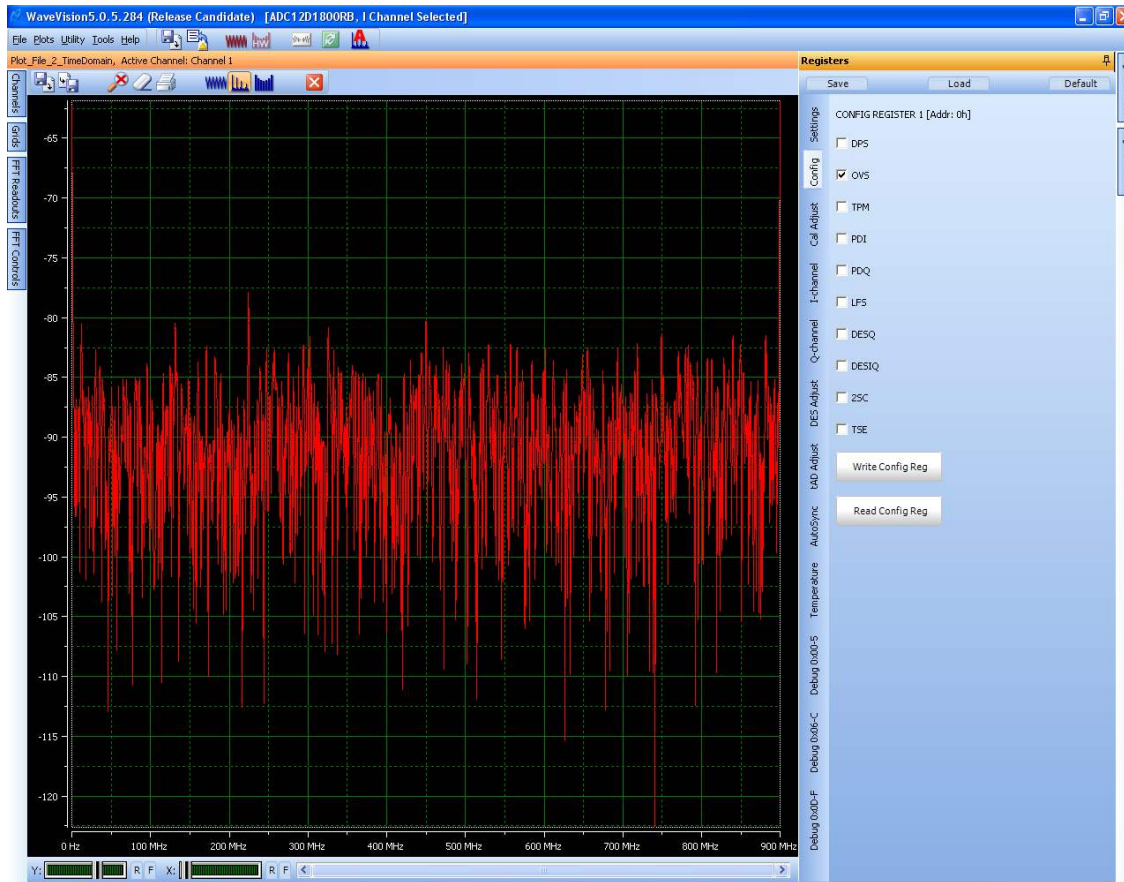 WaveVision5.0.5.284 (Release Candidate) [ADC12D1800RB, I Channel Selected]
File Plots Utility Tools Help
Plot_File_2_TimeDomain, Active Channel: Channel 1
Channels
Grids
FFT Readouts
FFT Controls
-65
-70
-75
-80
-85
-90
-95
-100
-105
-110
-115
-120
0 Hz 100 MHz 200 MHz 300 MHz 400 MHz 500 MHz 600 MHz 700 MHz 800 MHz 900 MHz
Y: R F X: R F
Registers
Save Load Default
Settings
Config
Cal Adjust
I-channel
Q-channel
DES Adjust
tAD Adjust
AutoSync
Temperature
Debug 0x00-5
Debug 0x06-C
Debug 0x0D-F
CONFIG REGISTER 1 [Addr: 0h]
DPS
OVS
TPM
PDI
PDQ
LFS
DESQ
DESIQ
2SC
TSE
Write Config Reg
Read Config Reg